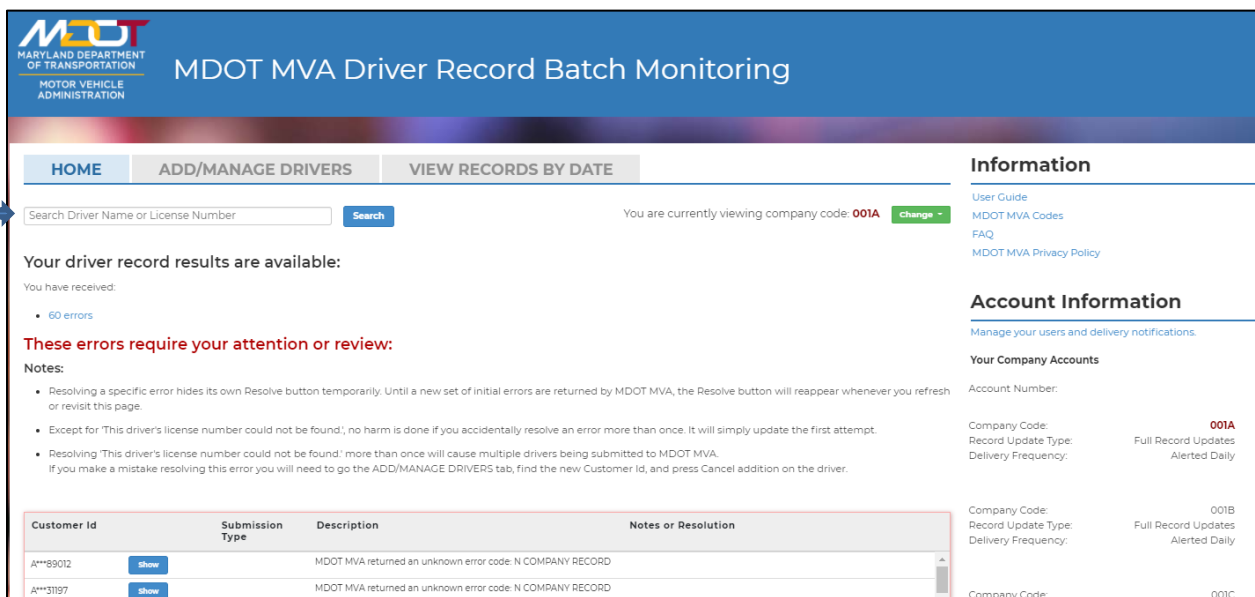 MDOT
MARYLAND DEPARTMENT
OF TRANSPORTATION
MOTOR VEHICLE
ADMINISTRATION
MDOT MVA Driver Record Batch Monitoring
HOME
ADD/MANAGE DRIVERS
VIEW RECORDS BY DATE
Search Driver Name or License Number
Search
You are currently viewing company code: 001A
Change
Your driver record results are available:
You have received:
60 errors
These errors require your attention or review:
Notes:
Resolving a specific error hides its own Resolve button temporarily. Until a new set of initial errors are returned by MDOT MVA, the Resolve button will reappear whenever you refresh
or revisit this page.
Except for 'This driver's license number could not be found.', no harm is done if you accidentally resolve an error more than once. It will simply update the first attempt.
Resolving 'This driver's license number could not be found.' more than once will cause multiple drivers being submitted to MDOT MVA.
If you make a mistake resolving this error you will need to go the ADD/MANAGE DRIVERS tab, find the new Customer Id, and press Cancel addition on the driver.
Customer Id
Submission
Type
Description
Notes or Resolution
A***89012
Show
MDOT MVA returned an unknown error code: N COMPANY RECORD
A***31197
Show
MDOT MVA returned an unknown error code: N COMPANY RECORD
Information
User Guide
MDOT MVA Codes
FAQ
MDOT MVA Privacy Policy
Account Information
Manage your users and delivery notifications.
Your Company Accounts
Account Number:
Company Code: 001A
Record Update Type: Full Record Updates
Delivery Frequency: Alerted Daily
Company Code: 001B
Record Update Type: Full Record Updates
Delivery Frequency: Alerted Daily
Company Code: 001C